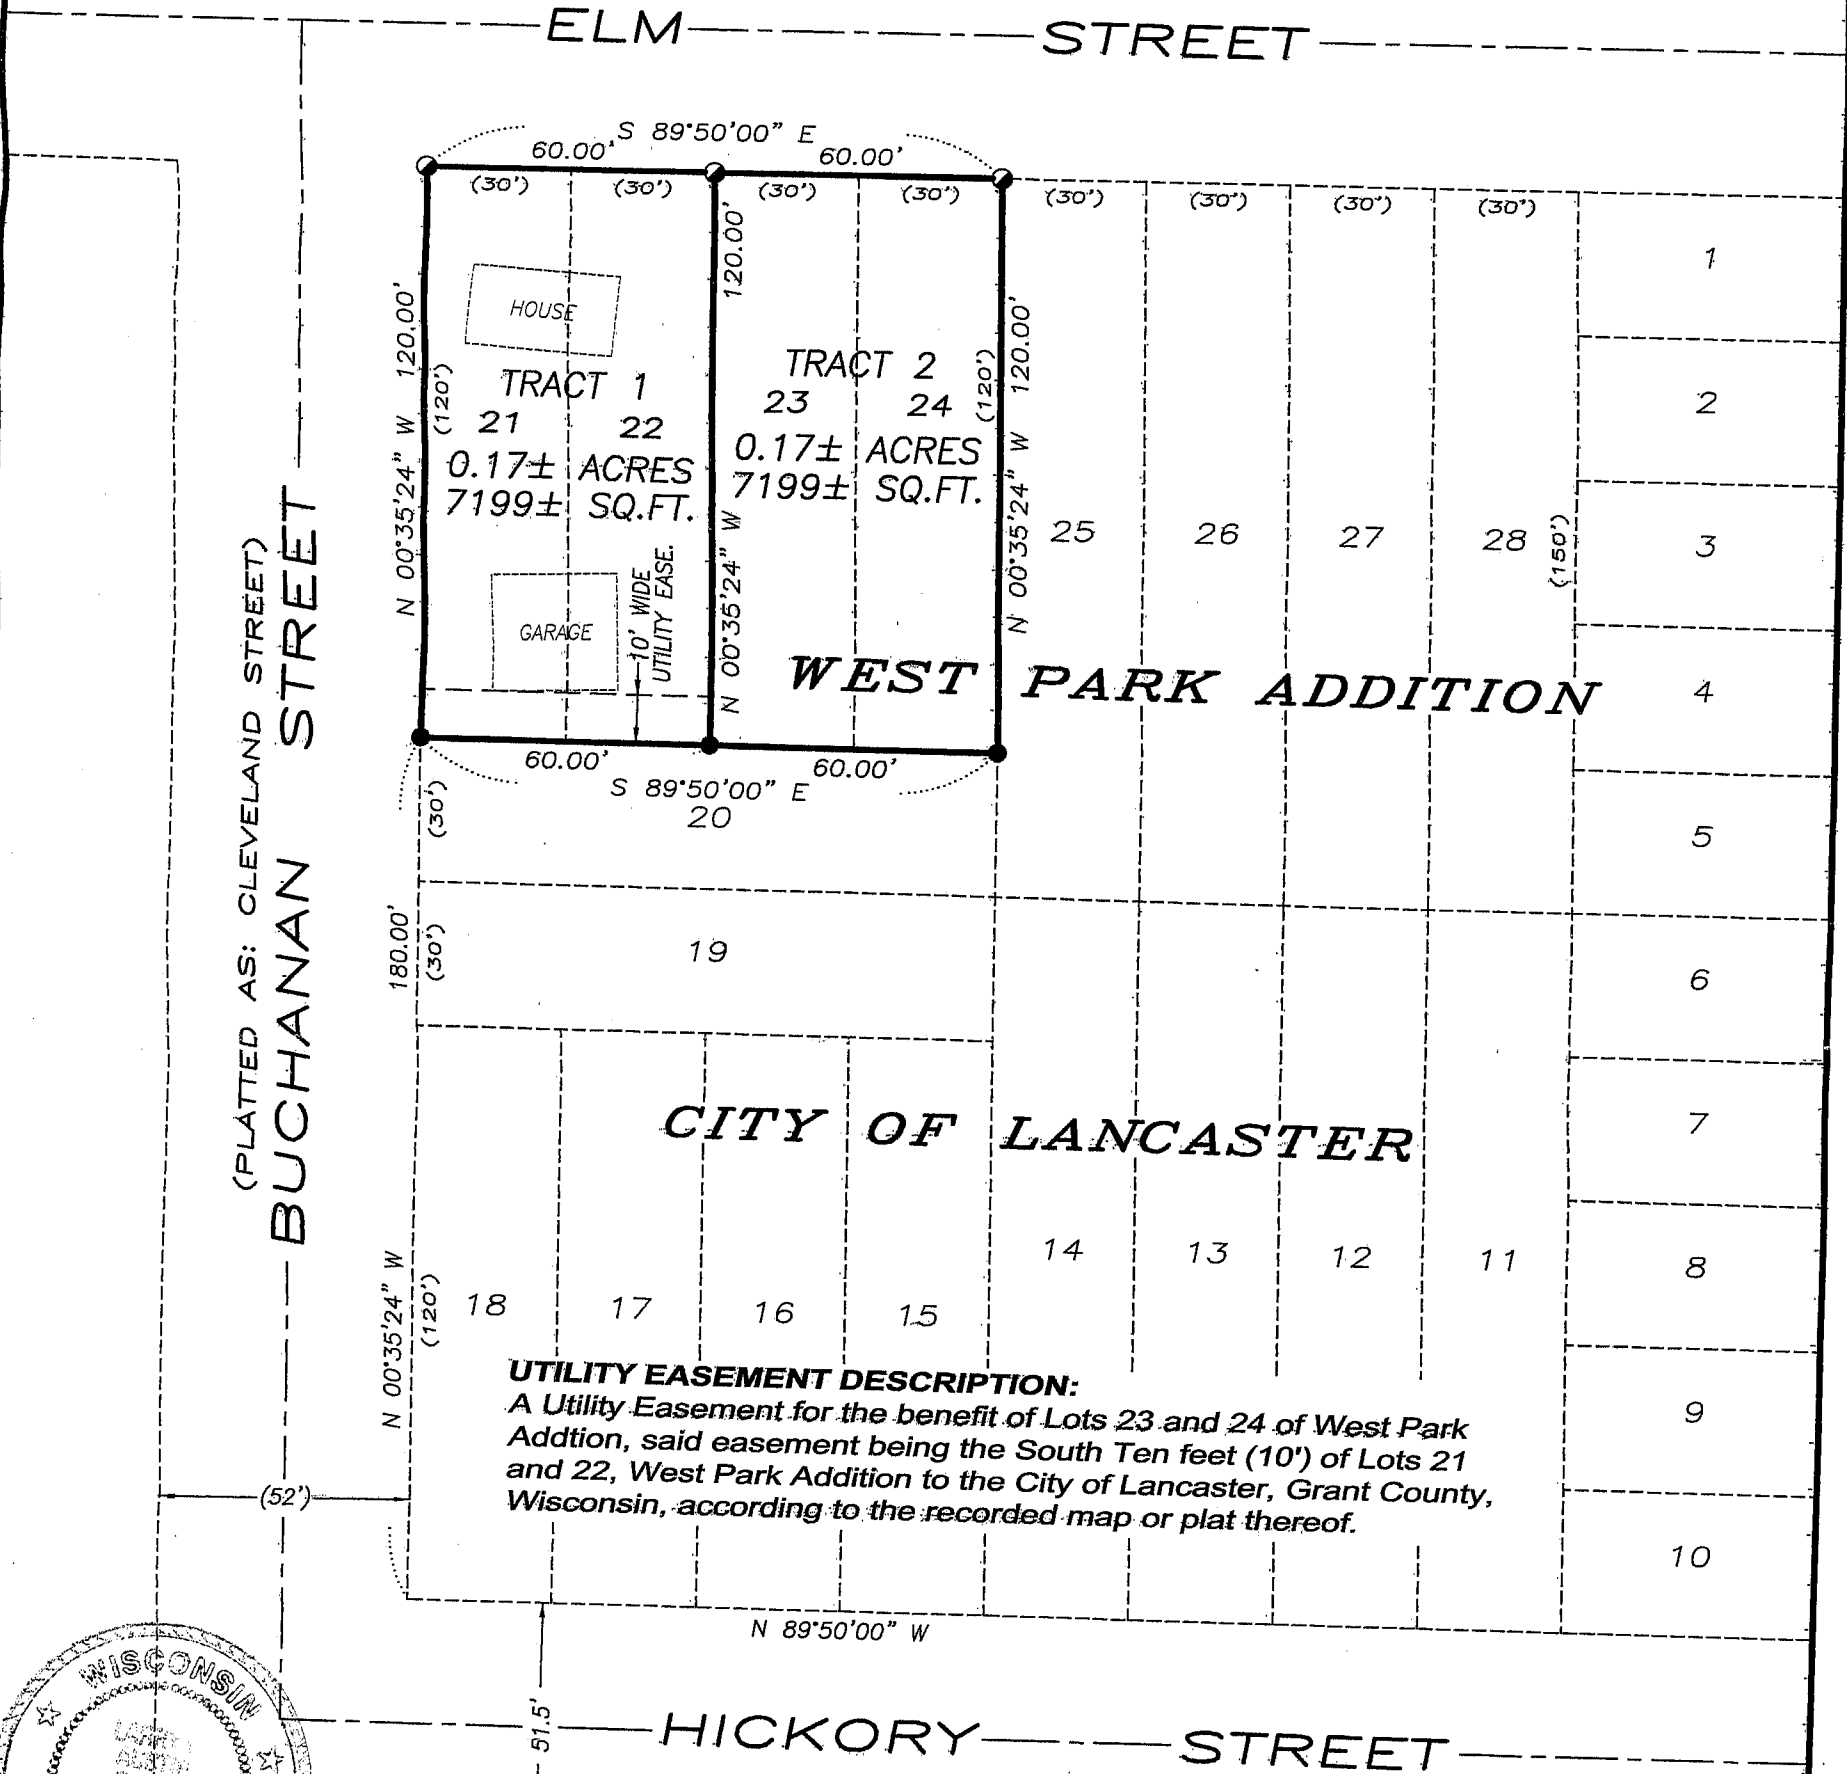 ELM STREET
S 89°50'00" E
60.00' 60.00'
(30') (30') (30') (30') (30') (30') (30') (30')
N 00°35'24" W 120.00'
(120')
HOUSE
TRACT 1
21 22
0.17± ACRES
7199± SQ.FT.
GARAGE
10' WIDE
UTILITY EASE.
120.00'
N 00°35'24" W
TRACT 2
23 24
0.17± ACRES
7199± SQ.FT.
(120')
N 00°35'24" W 120.00'
25 26 27 28
(150')
1
2
3
4
5
6
7
8
9
10
WEST PARK ADDITION
60.00' 60.00'
S 89°50'00" E
20
(30')
19
(30')
180.00'
N 00°35'24" W
(120')
(PLATTED AS: CLEVELAND STREET)
BUCHANAN STREET
CITY OF LANCASTER
18 17 16 15 14 13 12 11
UTILITY EASEMENT DESCRIPTION:
A Utility Easement for the benefit of Lots 23 and 24 of West Park
Addtion, said easement being the South Ten feet (10') of Lots 21
and 22, West Park Addition to the City of Lancaster, Grant County,
Wisconsin, according to the recorded map or plat thereof.
(52')
N 89°50'00" W
51.5'
HICKORY STREET
WISCONSIN